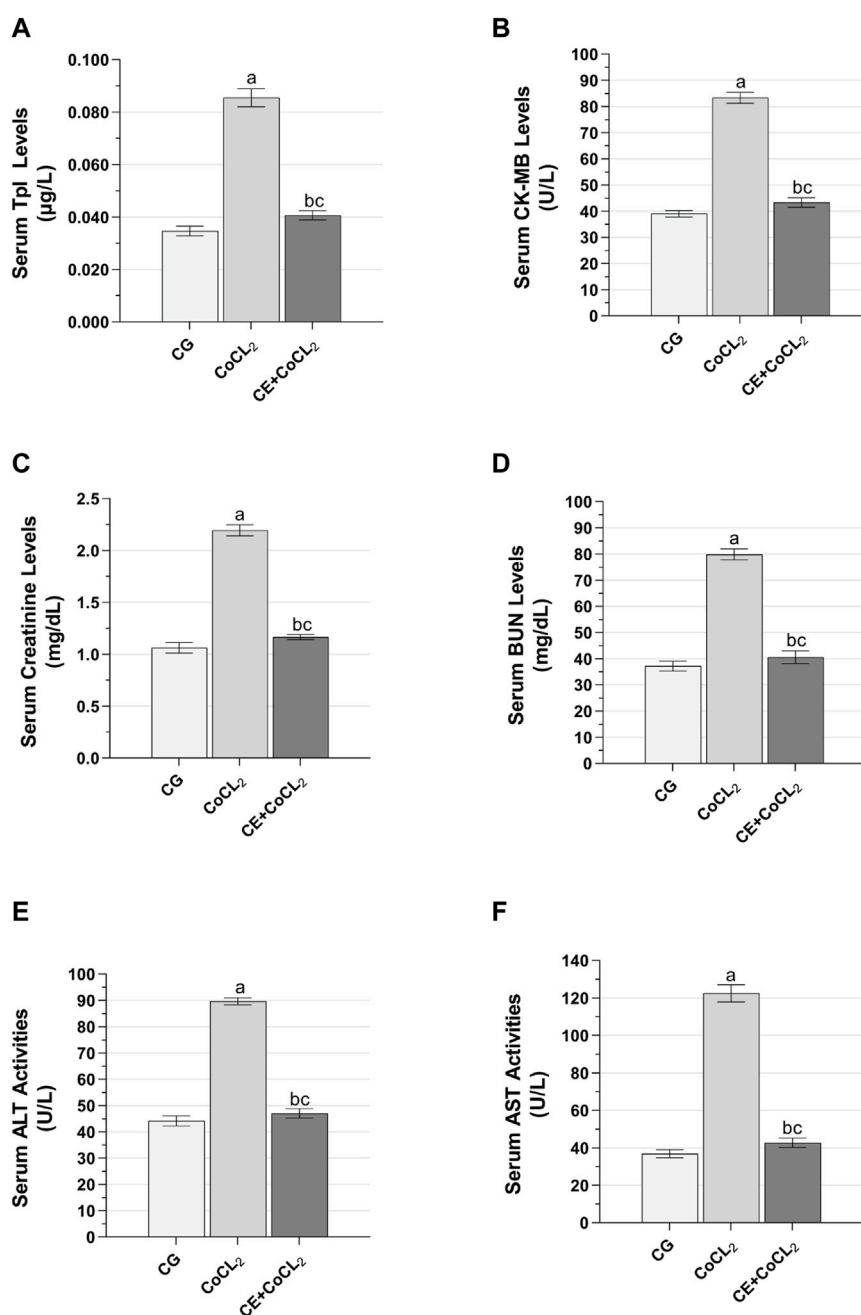 A
Serum TpI Levels
(µg/L)
0.100
0.080
0.060
0.040
0.020
0.000
a
bc
CG
CoCL₂
CE+CoCL₂
B
Serum CK-MB Levels
(U/L)
100
90
80
70
60
50
40
30
20
10
0
a
bc
CG
CoCL₂
CE+CoCL₂
C
Serum Creatinine Levels
(mg/dL)
2.5
2.0
1.5
1.0
0.5
0.0
a
bc
CG
CoCL₂
CE+CoCL₂
D
Serum BUN Levels
(mg/dL)
100
90
80
70
60
50
40
30
20
10
0
a
bc
CG
CoCL₂
CE+CoCL₂
E
Serum ALT Activities
(U/L)
100
90
80
70
60
50
40
30
20
10
0
a
bc
CG
CoCL₂
CE+CoCL₂
F
Serum AST Activities
(U/L)
140
120
100
80
60
40
20
0
a
bc
CG
CoCL₂
CE+CoCL₂